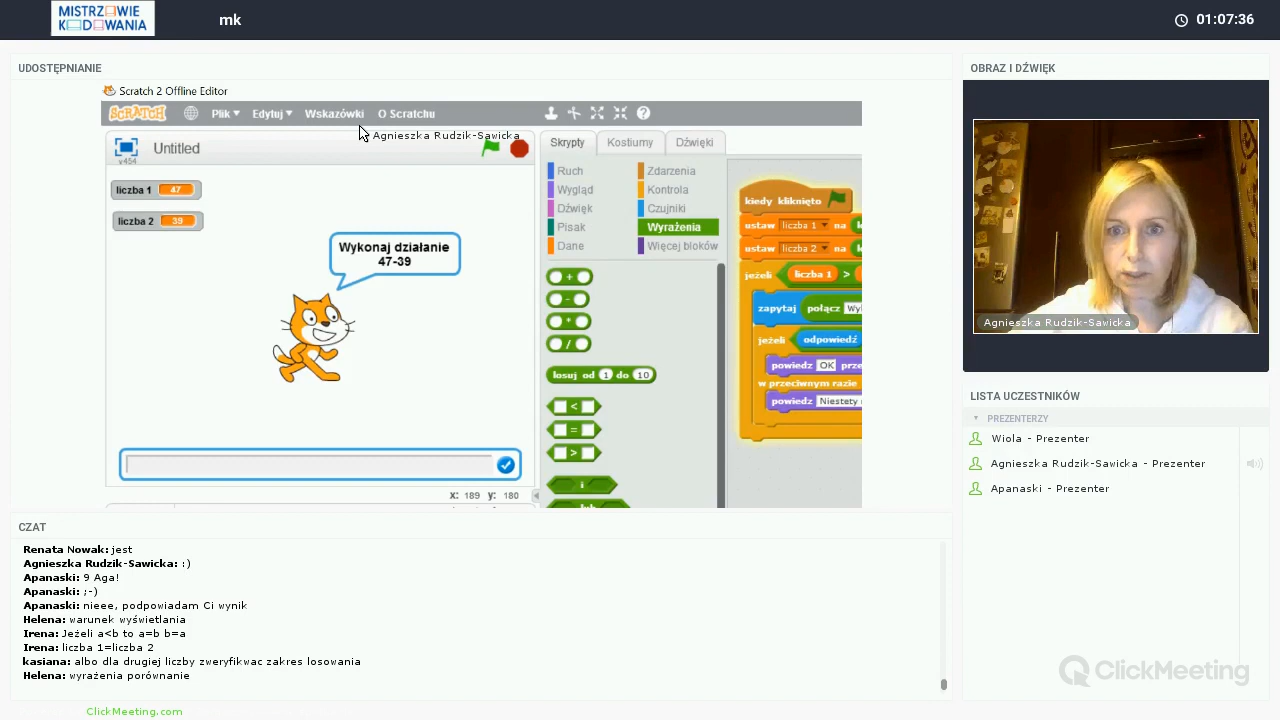 MISTRZOWIE
KODOWANIA
mk
01:07:36
UDOSTĘPNIANIE
Scratch 2 Offline Editor
SCRATCH
Plik
Edytuj
Wskazówki
O Scratchu
Agnieszka Rudzik-Sawicka
v454
Untitled
liczba 1 47
liczba 2 39
Wykonaj działanie
47-39
x: 189 y: 180
Skrypty
Kostiumy
Dźwięki
Ruch
Zdarzenia
Wygląd
Kontrola
Dźwięk
Czujniki
Pisak
Wyrażenia
Dane
Więcej bloków
+
-
*
/
losuj od 1 do 10
<
=
>
i
kiedy kliknięto
ustaw liczba 1 na
ustaw liczba 2 na
jeżeli liczba 1 >
zapytaj połącz Wy
jeżeli odpowiedź
powiedz OK prze
w przeciwnym razie
powiedz Niestety
OBRAZ I DŹWIĘK
Agnieszka Rudzik-Sawicka
LISTA UCZESTNIKÓW
PREZENTERZY
Wiola - Prezenter
Agnieszka Rudzik-Sawicka - Prezenter
Apanaski - Prezenter
CZAT
Renata Nowak: jest
Agnieszka Rudzik-Sawicka: :)
Apanaski: 9 Aga!
Apanaski: ;-)
Apanaski: nieee, podpowiadam Ci wynik
Helena: warunek wyświetlania
Irena: Jeżeli a<b to a=b b=a
Irena: liczba 1=liczba 2
kasiana: albo dla drugiej liczby zweryfikwac zakres losowania
Helena: wyrażenia porównanie
ClickMeeting
ClickMeeting.com